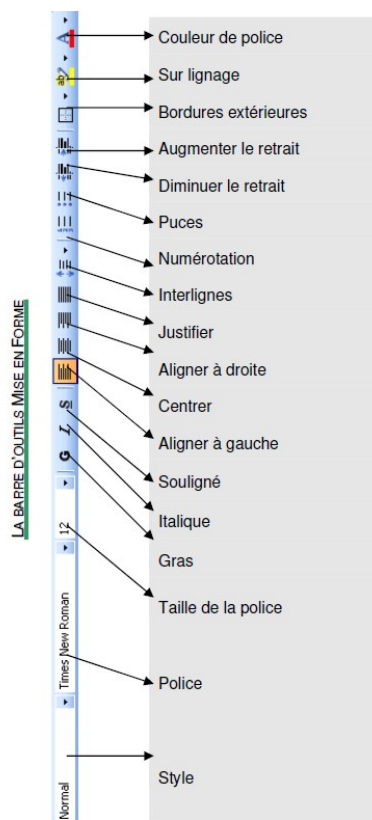 LA BARRE D'OUTILS MISE EN FORME
Normal
Times New Roman
12
G I S
ab
A
Couleur de police
Sur lignage
Bordures extérieures
Augmenter le retrait
Diminuer le retrait
Puces
Numérotation
Interlignes
Justifier
Aligner à droite
Centrer
Aligner à gauche
Souligné
Italique
Gras
Taille de la police
Police
Style